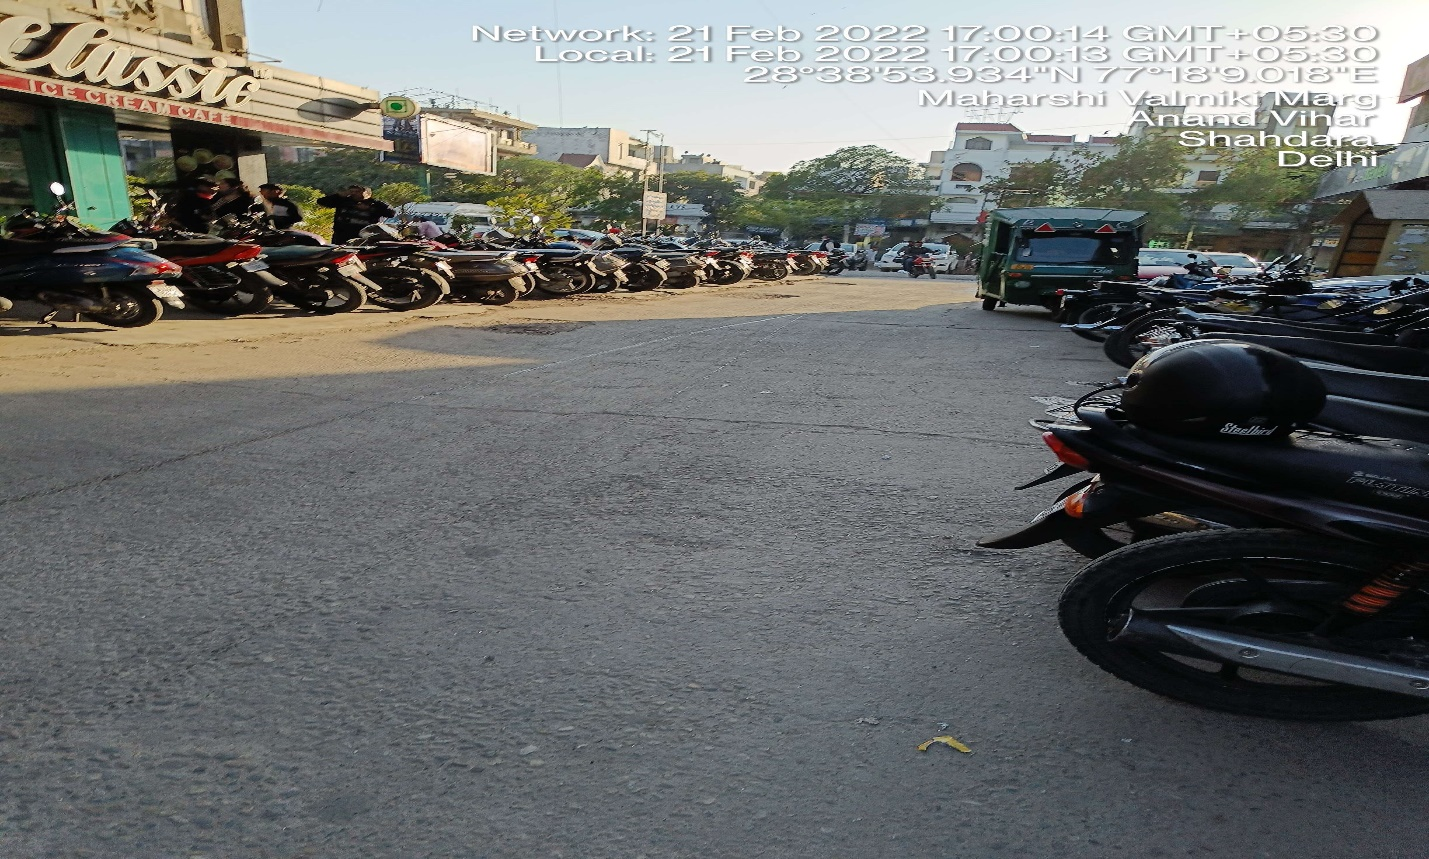 Network: 21 Feb 2022 17:00:14 GMT+05:30
Local: 21 Feb 2022 17:00:13 GMT+05:30
28°38'53.934"N 77°18'9.018"E
Maharshi Valmiki Marg
Anand Vihar
Shahdara
Delhi
Classic
ICE CREAM CAFE
Steelbird